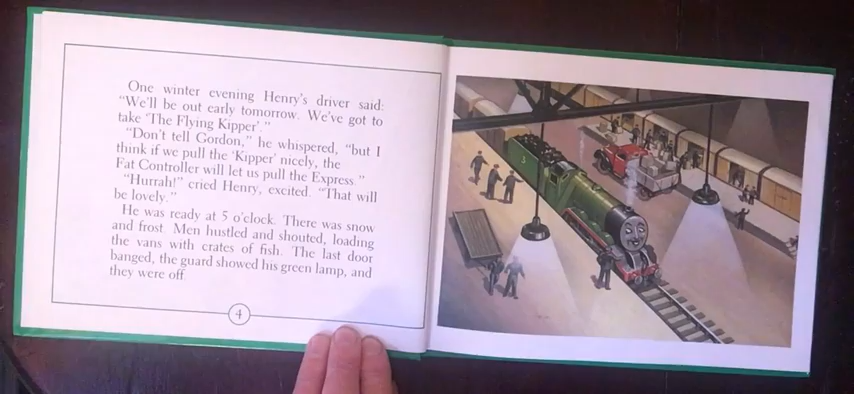 One winter evening Henry's driver said:
"We'll be out early tomorrow. We've got to
take 'The Flying Kipper'."
"Don't tell Gordon," he whispered, "but I
think if we pull the 'Kipper' nicely, the
Fat Controller will let us pull the Express."
"Hurrah!" cried Henry, excited. "That will
be lovely."
He was ready at 5 o'clock. There was snow
and frost. Men hustled and shouted, loading
the vans with crates of fish. The last door
banged, the guard showed his green lamp, and
they were off.
4
3